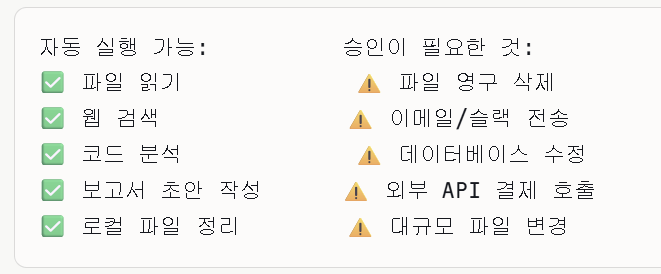 자동 실행 가능: 승인이 필요한 것:
✅ 파일 읽기 ⚠️ 파일 영구 삭제
✅ 웹 검색 ⚠️ 이메일/슬랙 전송
✅ 코드 분석 ⚠️ 데이터베이스 수정
✅ 보고서 초안 작성 ⚠️ 외부 API 결제 호출
✅ 로컬 파일 정리 ⚠️ 대규모 파일 변경